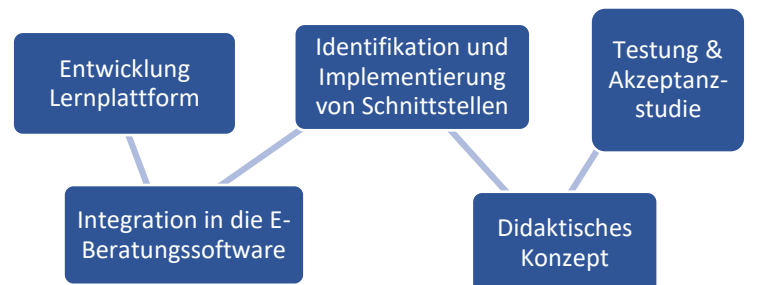 Entwicklung
Lernplattform
Integration in die E-
Beratungssoftware
Identifikation und
Implementierung
von Schnittstellen
Didaktisches
Konzept
Testung &
Akzeptanz-
studie